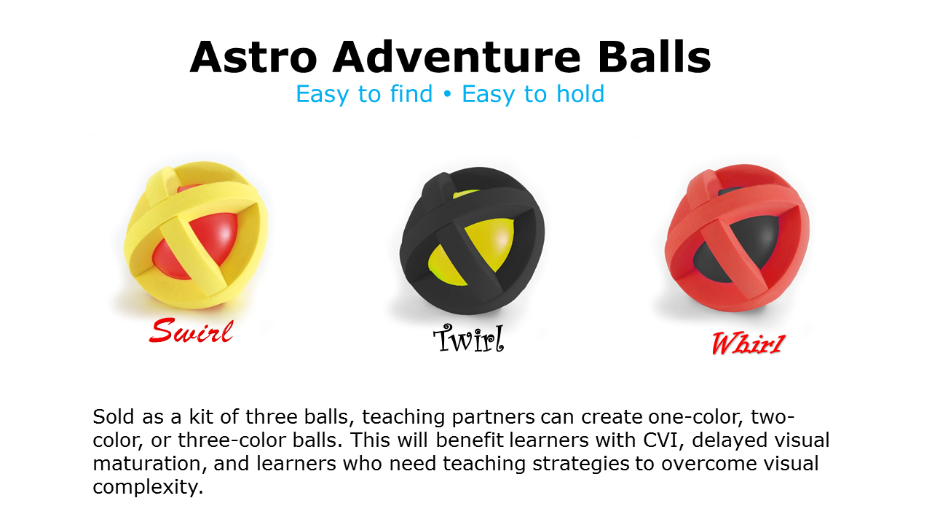 Astro Adventure Balls
Easy to find • Easy to hold
Swirl
Twirl
Whirl
Sold as a kit of three balls, teaching partners can create one-color, two-
color, or three-color balls. This will benefit learners with CVI, delayed visual
maturation, and learners who need teaching strategies to overcome visual
complexity.